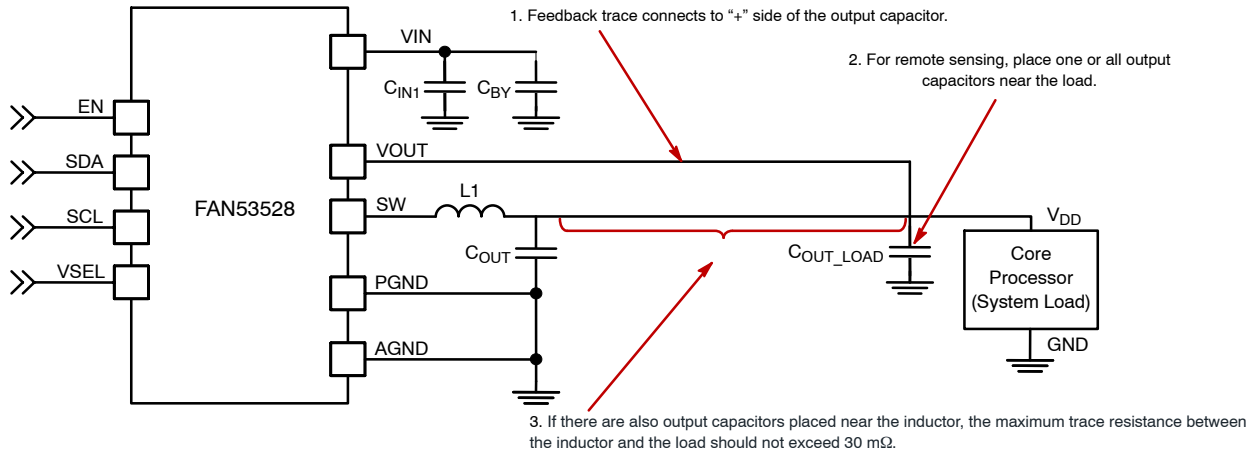 1. Feedback trace connects to “+” side of the output capacitor.
2. For remote sensing, place one or all output
capacitors near the load.
VIN
CIN1
CBY
EN
SDA
SCL
VSEL
FAN53528
VOUT
SW
L1
COUT
PGND
AGND
COUT_LOAD
VDD
Core
Processor
(System Load)
GND
3. If there are also output capacitors placed near the inductor, the maximum trace resistance between
the inductor and the load should not exceed 30 mΩ.